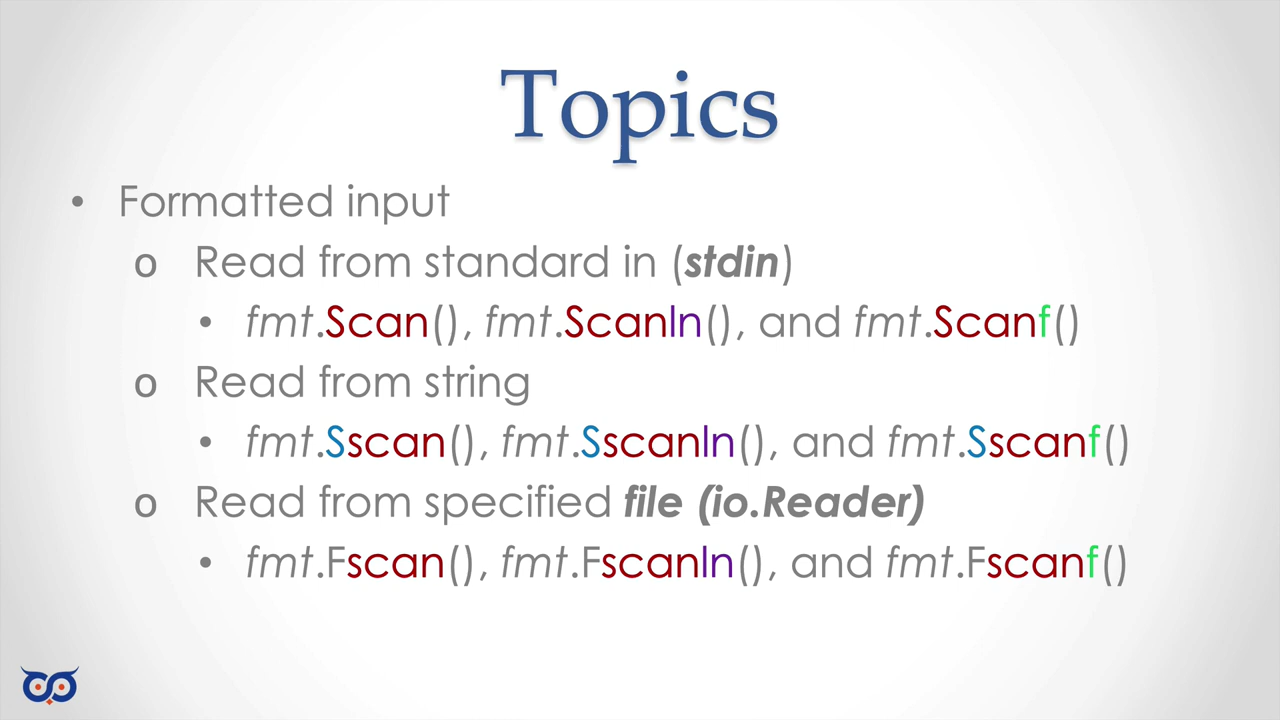 Topics
• Formatted input
o Read from standard in (stdin)
• fmt.Scan(), fmt.Scanln(), and fmt.Scanf()
o Read from string
• fmt.Sscan(), fmt.Sscanln(), and fmt.Sscanf()
o Read from specified file (io.Reader)
• fmt.Fscan(), fmt.Fscanln(), and fmt.Fscanf()